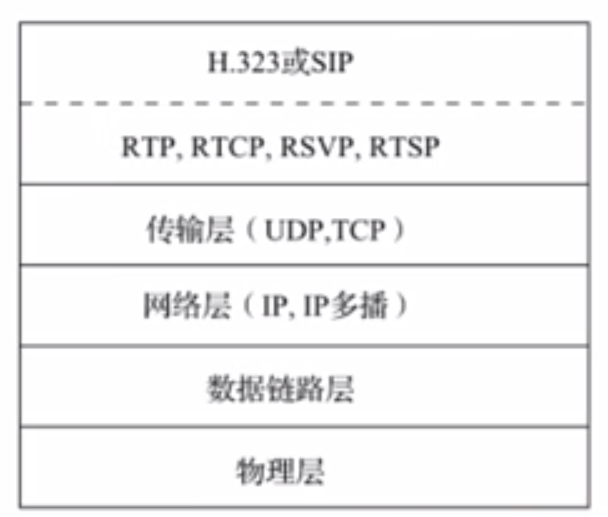 H.323或SIP
RTP, RTCP, RSVP, RTSP
传输层（UDP,TCP）
网络层（IP, IP多播）
数据链路层
物理层